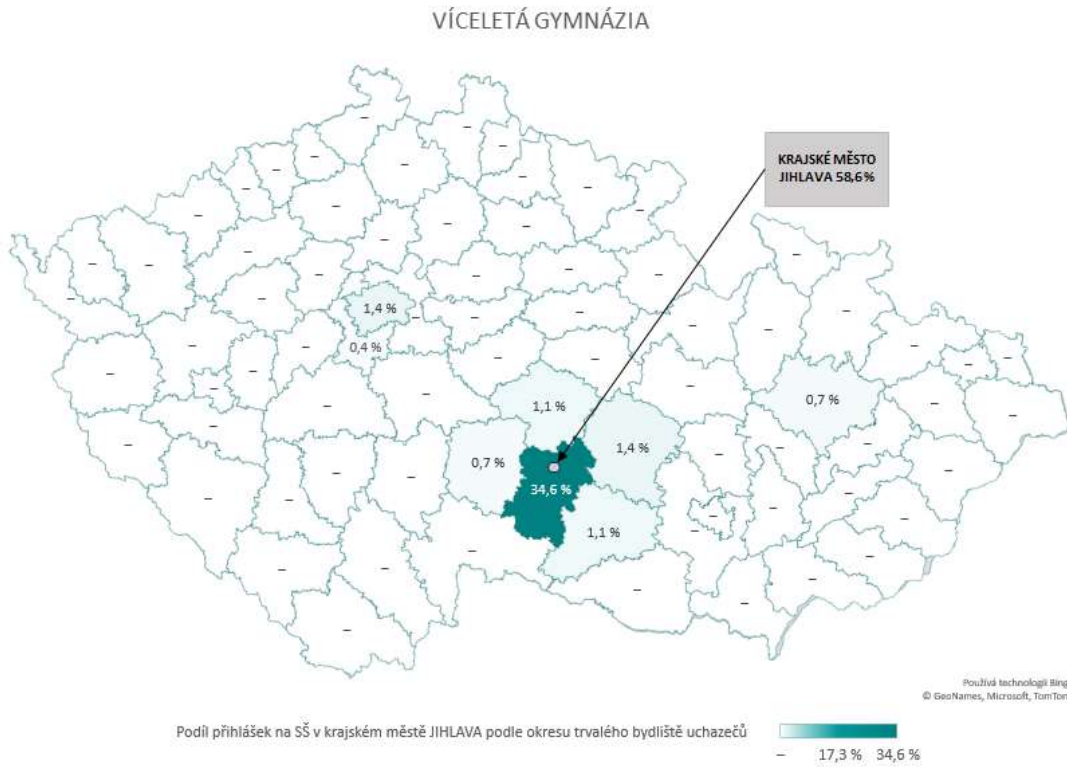 VÍCELETÁ GYMNÁZIA
KRAJSKÉ MĚSTO
JIHLAVA 58,6%
1,4 %
0,4 %
1,1 %
0,7 %
1,4 %
0,7 %
34,6 %
1,1 %
Používá technologii Bing
© GeoNames, Microsoft, TomTom
Podíl přihlášek na SŠ v krajském městě JIHLAVA podle okresu trvalého bydliště uchazečů
– 17,3 % 34,6 %